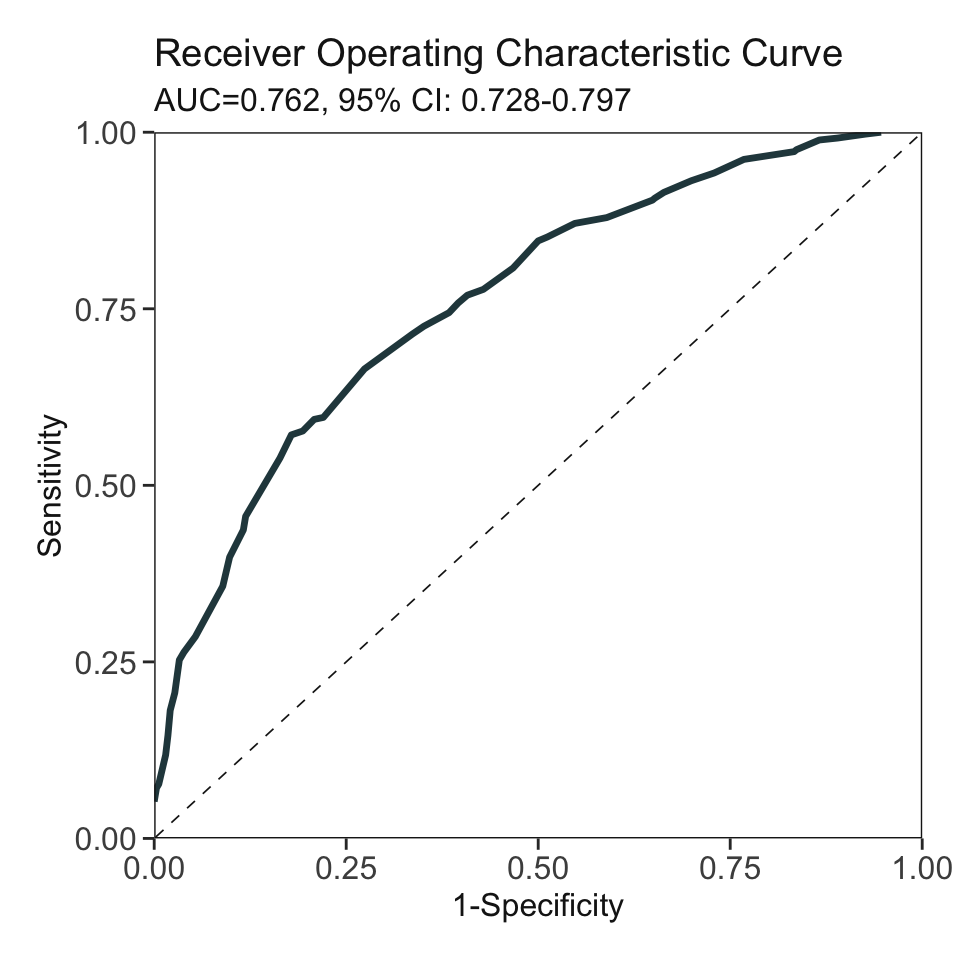 Receiver Operating Characteristic Curve
AUC=0.762, 95% CI: 0.728-0.797
1.00
0.75
0.50
0.25
0.00
Sensitivity
0.00 0.25 0.50 0.75 1.00
1-Specificity